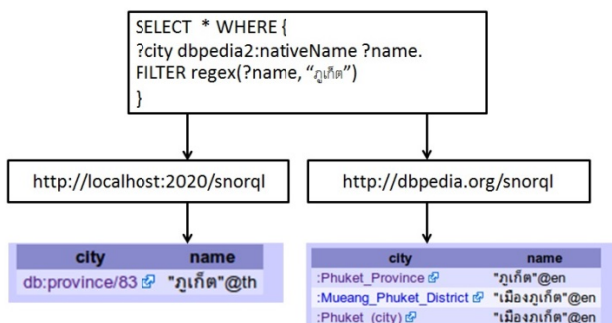 SELECT * WHERE {
?city dbpedia2:nativeName ?name.
FILTER regex(?name, “ภูเก็ต”)
}
http://localhost:2020/snorql
http://dbpedia.org/snorql
city name
db:province/83 "ภูเก็ต"@th
city name
:Phuket_Province "ภูเก็ต"@en
:Mueang_Phuket_District "เมืองภูเก็ต"@en
:Phuket_(city) "เมืองภูเก็ต"@en